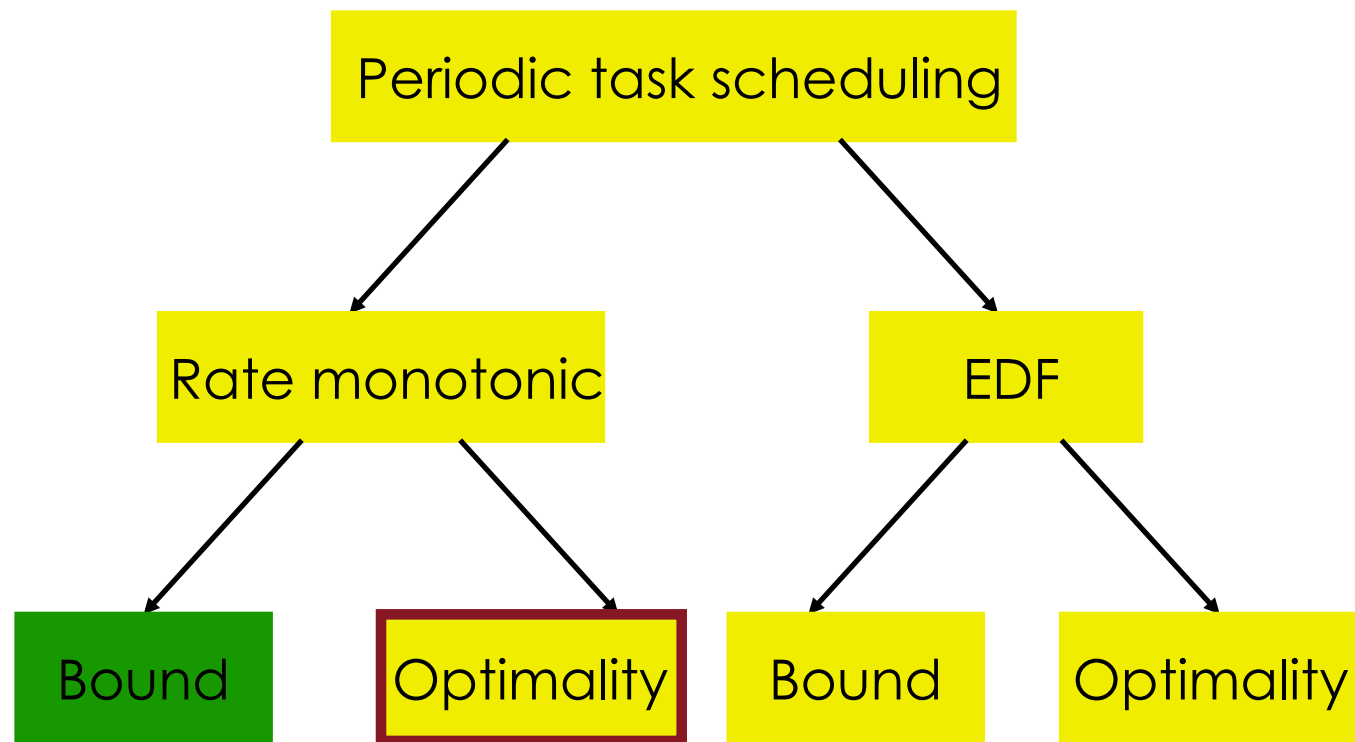 Periodic task scheduling
Rate monotonic
EDF
Bound
Optimality
Bound
Optimality